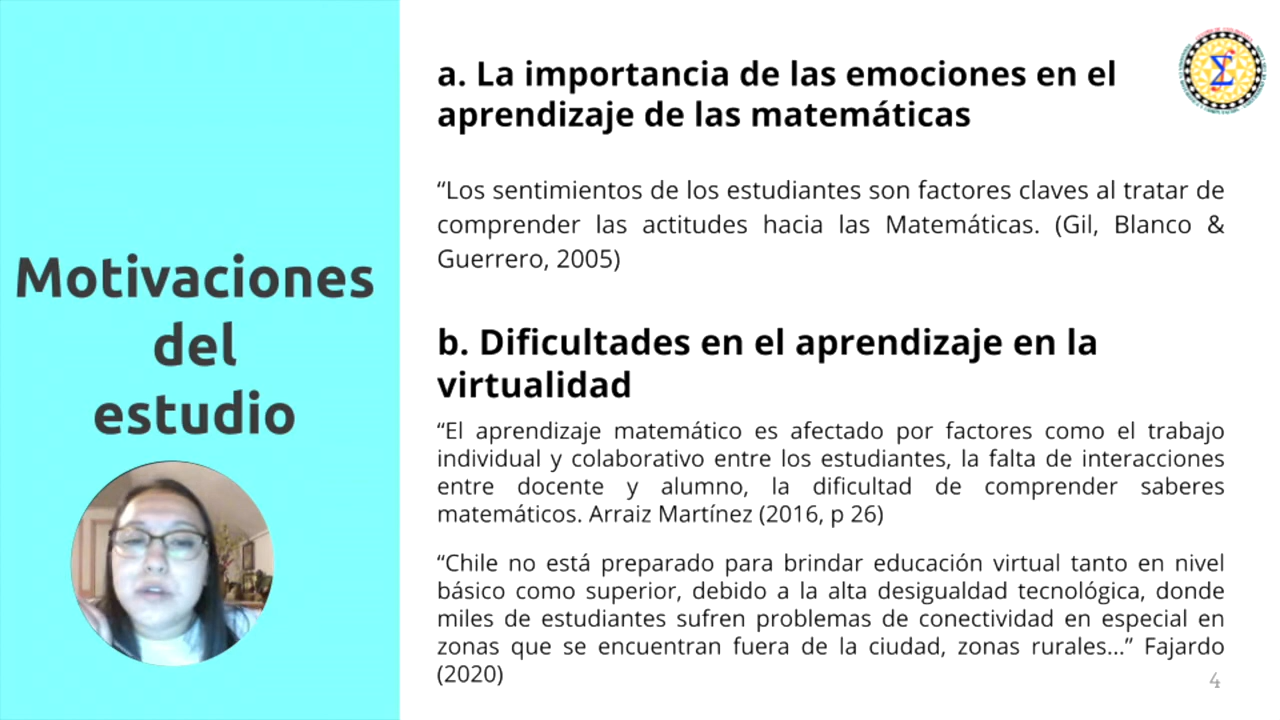 Motivaciones
del
estudio
a. La importancia de las emociones en el
aprendizaje de las matemáticas
“Los sentimientos de los estudiantes son factores claves al tratar de
comprender las actitudes hacia las Matemáticas. (Gil, Blanco &
Guerrero, 2005)
b. Dificultades en el aprendizaje en la
virtualidad
“El aprendizaje matemático es afectado por factores como el trabajo
individual y colaborativo entre los estudiantes, la falta de interacciones
entre docente y alumno, la dificultad de comprender saberes
matemáticos. Arraiz Martínez (2016, p 26)
“Chile no está preparado para brindar educación virtual tanto en nivel
básico como superior, debido a la alta desigualdad tecnológica, donde
miles de estudiantes sufren problemas de conectividad en especial en
zonas que se encuentran fuera de la ciudad, zonas rurales...” Fajardo
(2020)
4